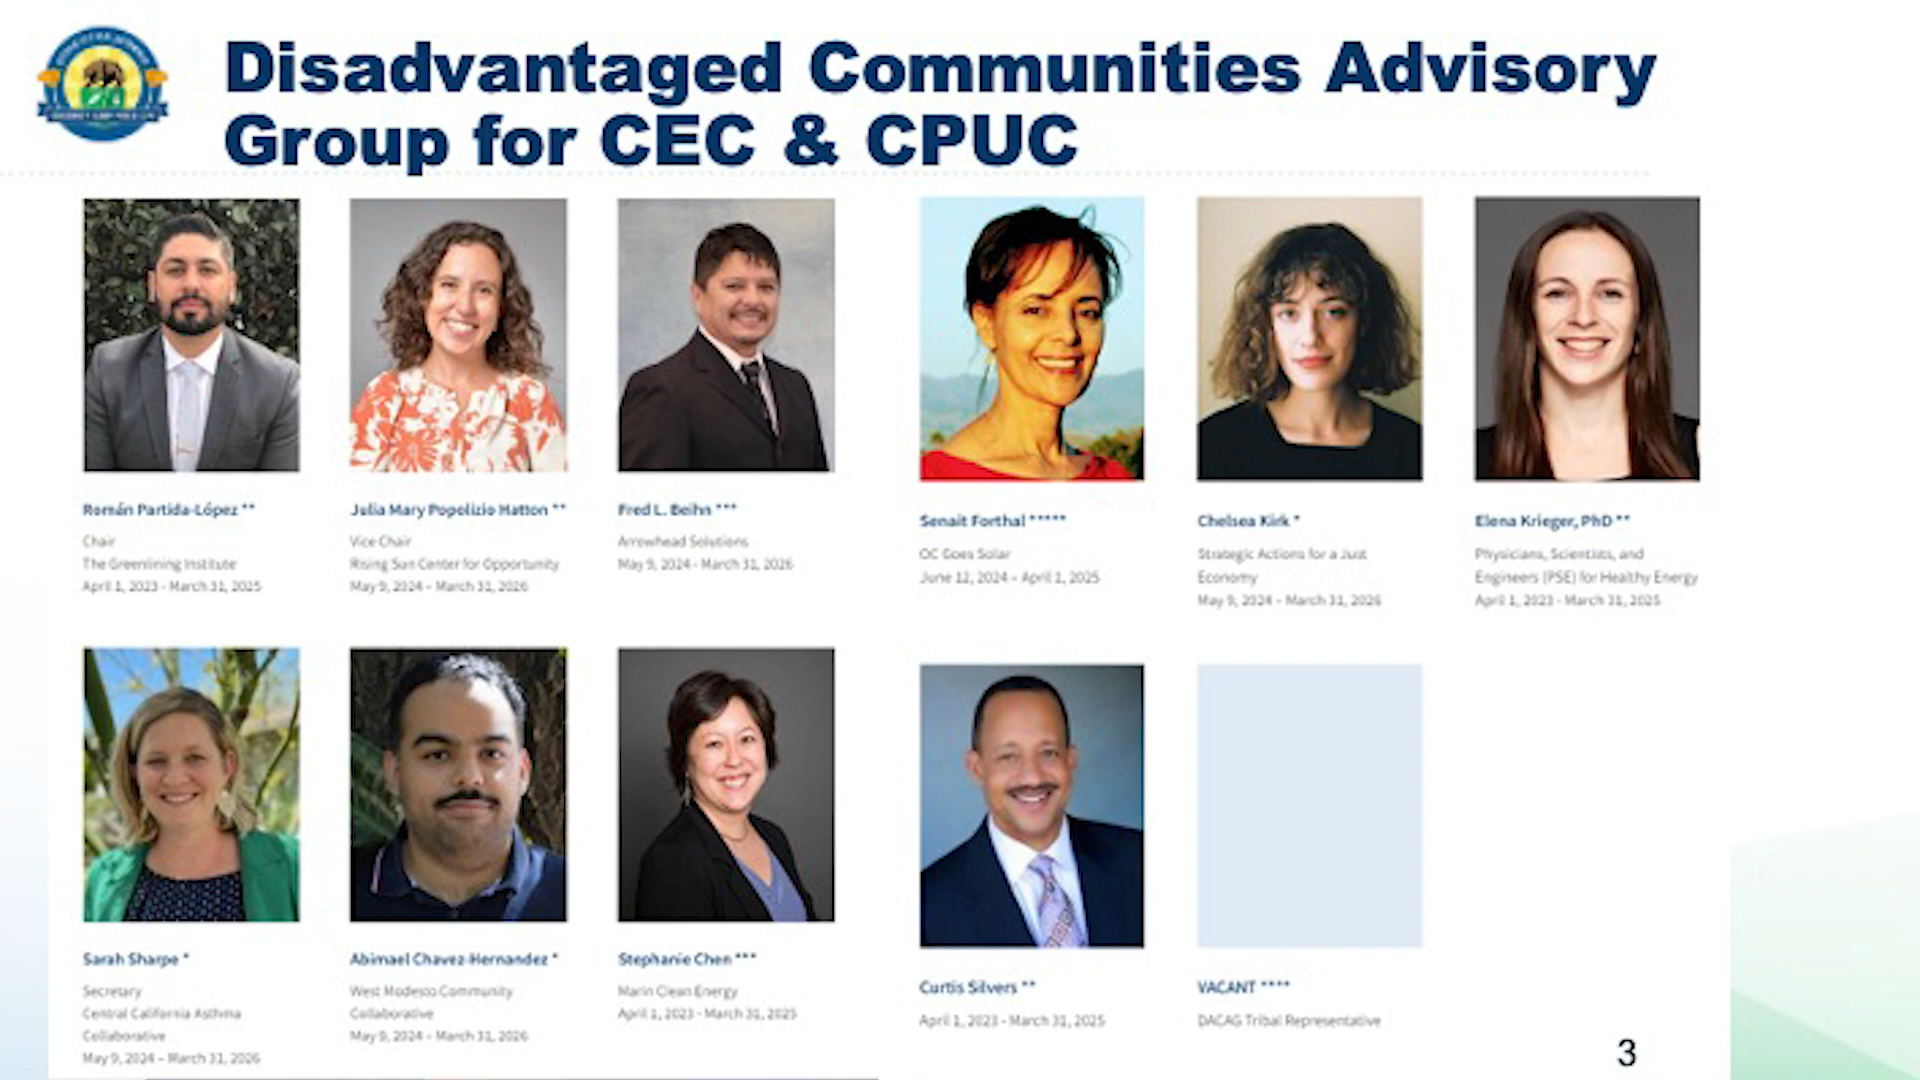 Disadvantaged Communities Advisory
Group for CEC & CPUC
Román Partida-López **
Chair
The Greenlining Institute
April 1, 2023 - March 31, 2025
Julia Mary Popolizio Hatton **
Vice Chair
Rising Sun Center for Opportunity
May 9, 2024 – March 31, 2026
Fred L. Beihn ***
Arrowhead Solutions
May 9, 2024 - March 31, 2026
Senait Forthal *****
OC Goes Solar
June 12, 2024 – April 1, 2025
Chelsea Kirk *
Strategic Actions for a Just
Economy
May 9, 2024 – March 31, 2026
Elena Krieger, PhD **
Physicians, Scientists, and
Engineers (PSE) for Healthy Energy
April 1, 2023 - March 31, 2025
Sarah Sharpe *
Secretary
Central California Asthma
Collaborative
May 9, 2024 – March 31, 2026
Abimael Chavez-Hernandez *
West Modesto Community
Collaborative
May 9, 2024 – March 31, 2026
Stephanie Chen ***
Marin Clean Energy
April 1, 2023 - March 31, 2025
Curtis Silvers **
April 1, 2023 - March 31, 2025
VACANT ****
DACAG Tribal Representative
3